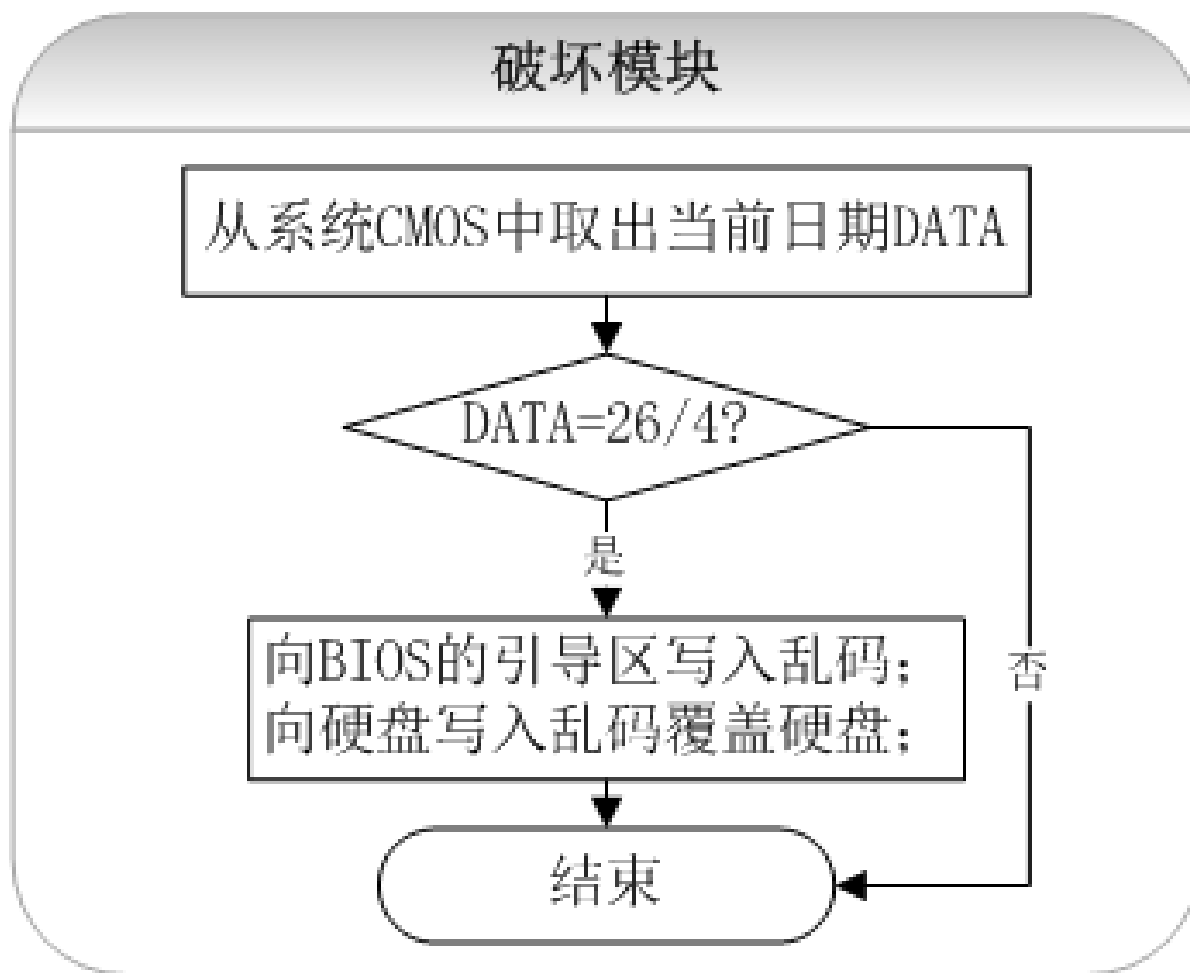 破坏模块
从系统CMOS中取出当前日期DATA
DATA=26/4?
是
否
向BIOS的引导区写入乱码；
向硬盘写入乱码覆盖硬盘；
结束